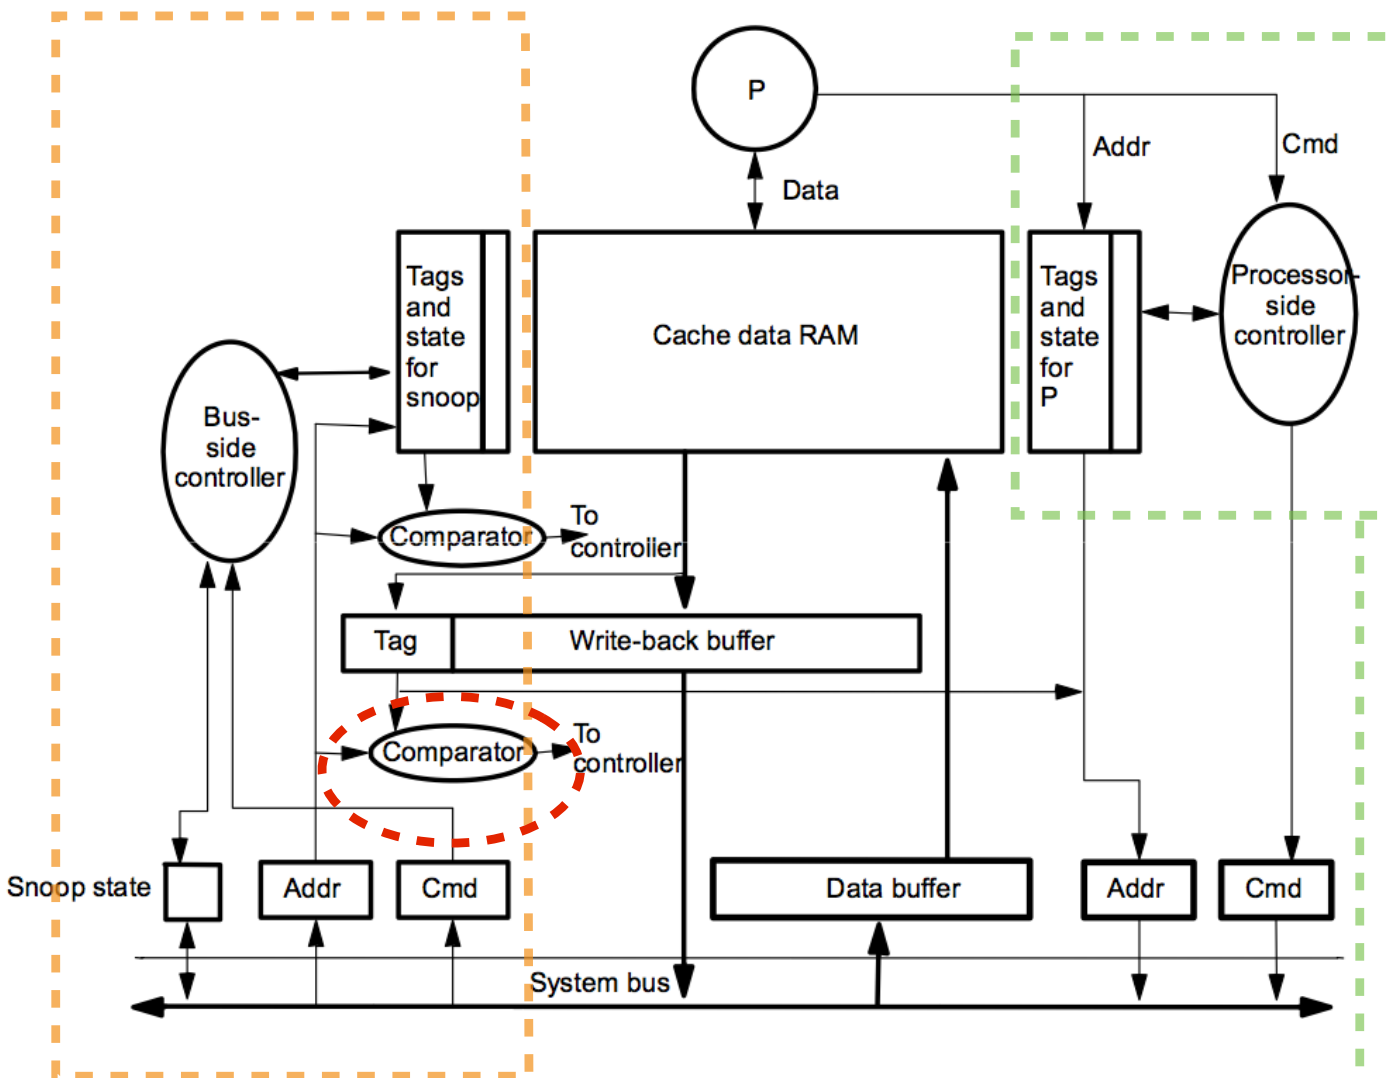 P
Addr
Cmd
Data
Tags
and
state
for
snoop
Cache data RAM
Tags
and
state
for
P
Processor-
side
controller
Bus-
side
controller
Comparator
To
controller
Tag
Write-back buffer
Comparator
To
controller
Snoop state
Addr
Cmd
Data buffer
Addr
Cmd
System bus